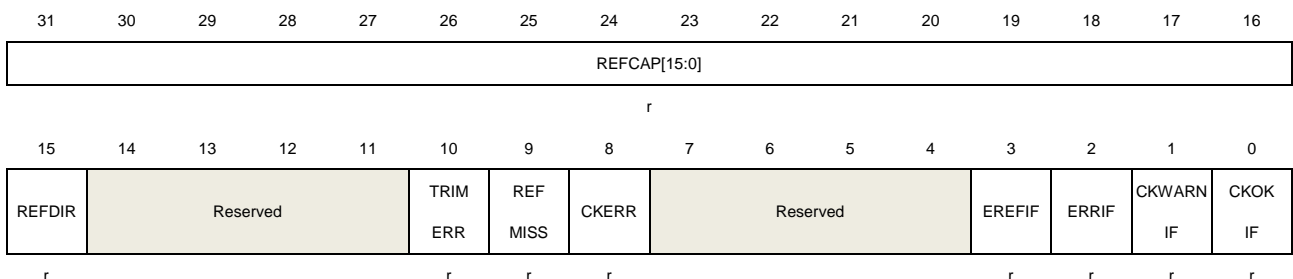 31 30 29 28 27 26 25 24 23 22 21 20 19 18 17 16
REFCAP[15:0]
r
15 14 13 12 11 10 9 8 7 6 5 4 3 2 1 0
REFDIR Reserved TRIM ERR REF MISS CKERR Reserved EREFIF ERRIF CKWARN IF CKOK IF
r r r r r r r r